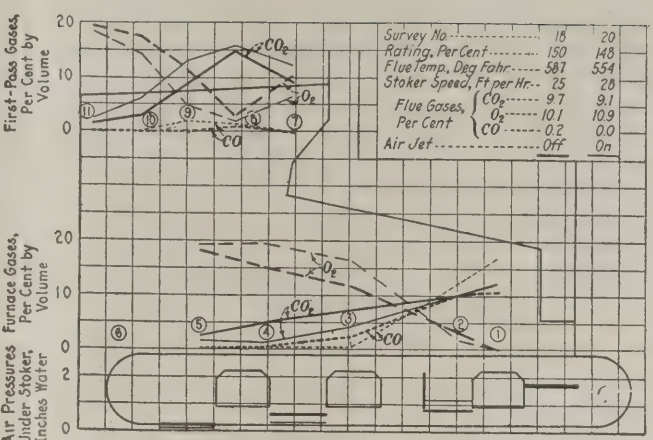 First-Pass Gases,
Per Cent by
Volume
20
10
0
Survey No 18 20
Rating, Per Cent 150 148
Flue Temp., Deg Fahr. 587 554
Stoker Speed, Ft per Hr. 25 28
Flue Gases, Per Cent { CO2 9.7 9.1
O2 10.1 10.9
CO 0.2 0.0
Air Jet Off On
CO2
O2
CO
11
10
9
8
7
Furnace Gases,
Per Cent by
Volume
20
10
0
O2
CO2
CO
6
5
4
3
2
1
Air Pressures
Under Stoker,
Inches Water
2
0